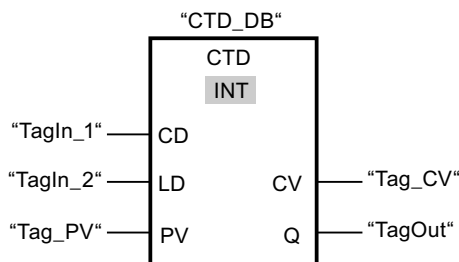 “CTD_DB“
CTD
INT
“TagIn_1“ CD
“TagIn_2“ LD CV “Tag_CV“
“Tag_PV“ PV Q “TagOut“